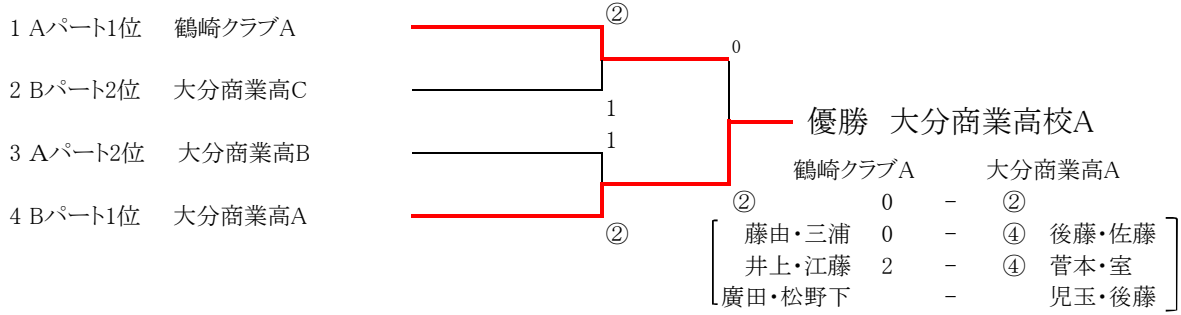 ②
1 Aパート1位 鶴崎クラブA
0
2 Bパート2位 大分商業高C
1
優勝 大分商業高校A
1
3 Aパート2位 大分商業高B
鶴崎クラブA 大分商業高A
② 0 - ②
4 Bパート1位 大分商業高A
②
藤由・三浦 0 - ④ 後藤・佐藤
井上・江藤 2 - ④ 菅本・室
廣田・松野下 - 児玉・後藤